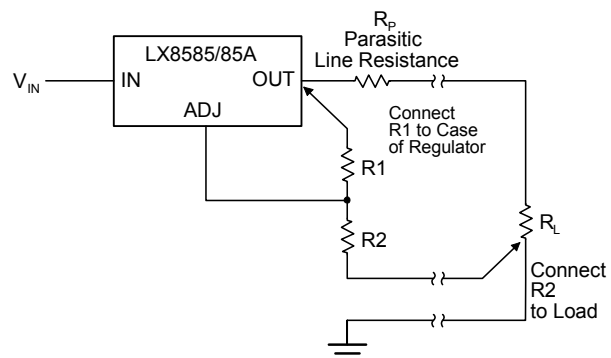 R_P
Parasitic
Line Resistance
LX8585/85A
V_IN
IN
OUT
ADJ
Connect
R1 to Case
of Regulator
R1
R2
R_L
Connect
R2
to Load